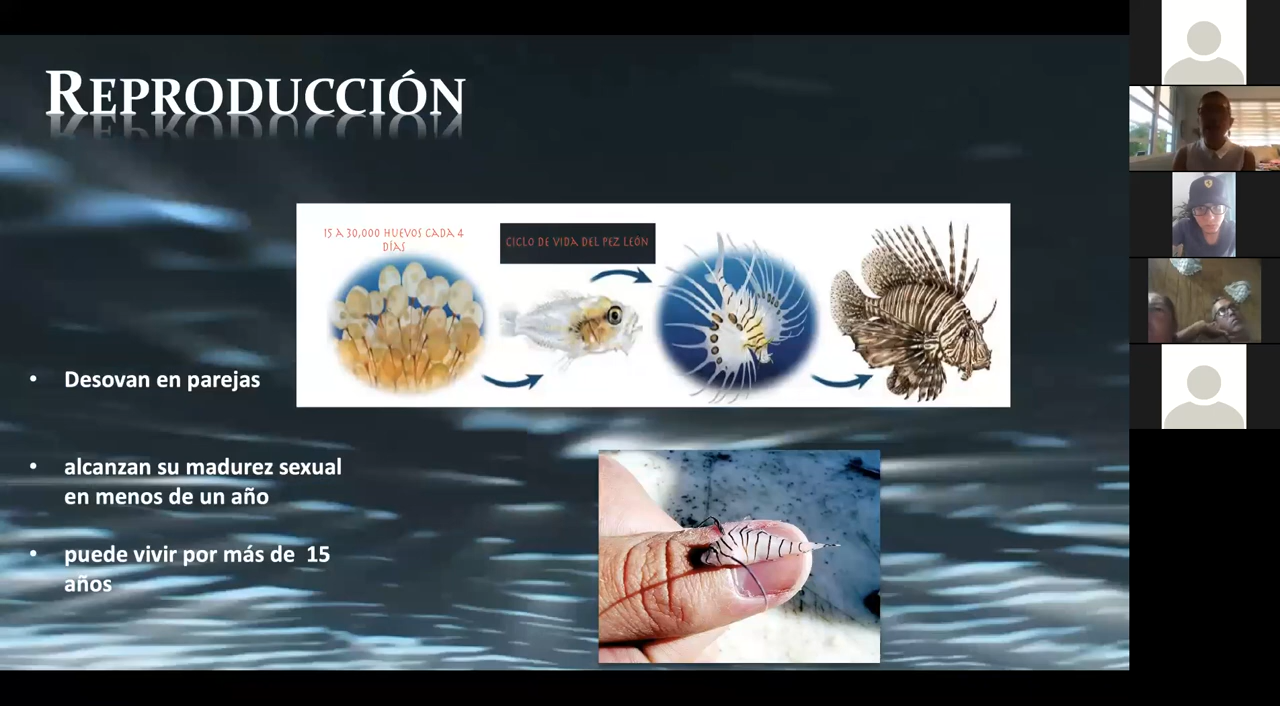 REPRODUCCIÓN
15 A 30,000 HUEVOS CADA 4
DÍAS
CICLO DE VIDA DEL PEZ LEÓN
• Desovan en parejas
• alcanzan su madurez sexual
en menos de un año
• puede vivir por más de 15
años